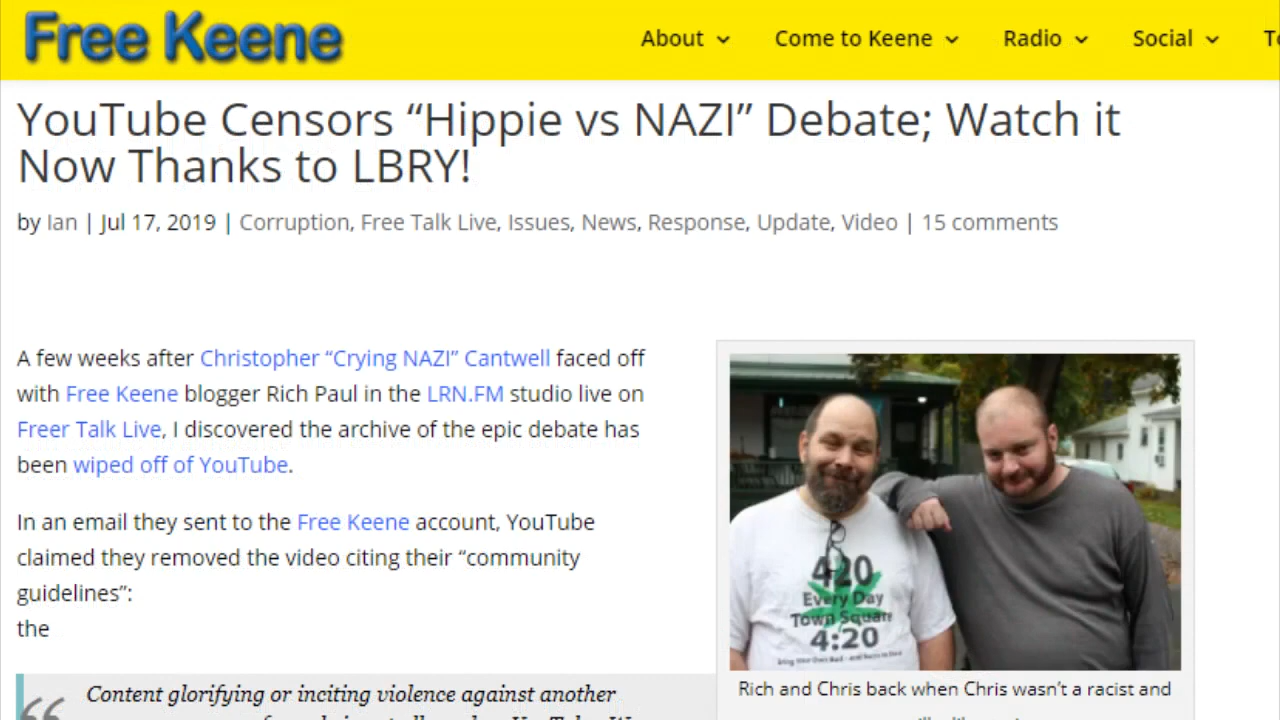 Free Keene
About Come to Keene Radio Social
YouTube Censors “Hippie vs NAZI” Debate; Watch it
Now Thanks to LBRY!
by Ian | Jul 17, 2019 | Corruption, Free Talk Live, Issues, News, Response, Update, Video | 15 comments
A few weeks after Christopher “Crying NAZI” Cantwell faced off
with Free Keene blogger Rich Paul in the LRN.FM studio live on
Freer Talk Live, I discovered the archive of the epic debate has
been wiped off of YouTube.
In an email they sent to the Free Keene account, YouTube
claimed they removed the video citing their “community
guidelines”:
the
“ Content glorifying or inciting violence against another
420
Every Day
Town Square
4:20
Rich and Chris back when Chris wasn’t a racist and